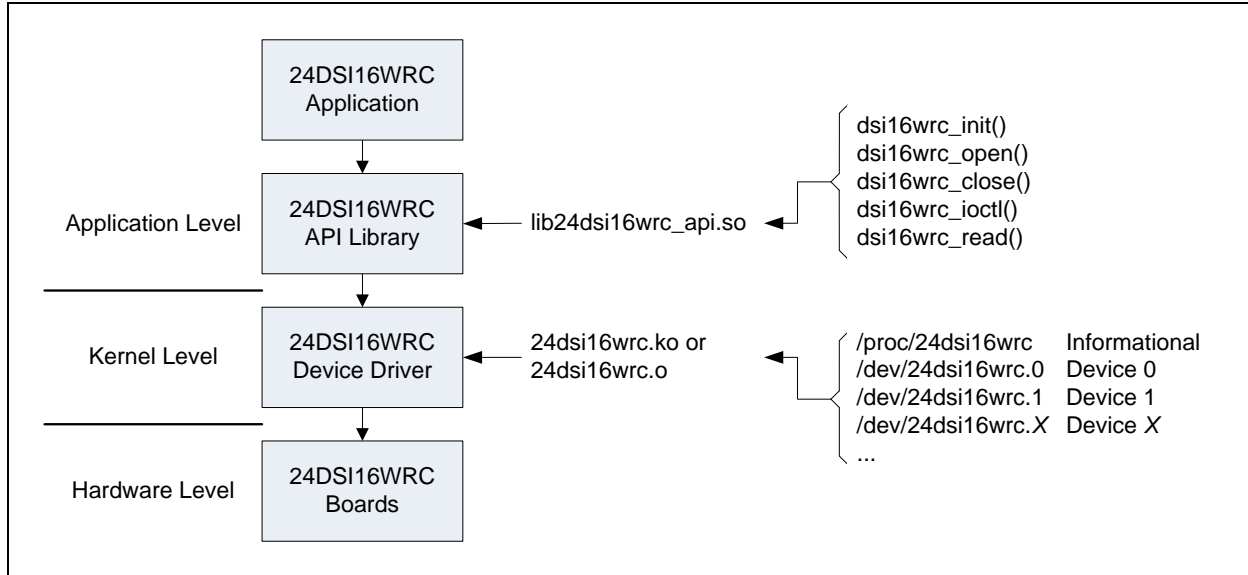 24DSI16WRC
Application
Application Level
24DSI16WRC
API Library
lib24dsi16wrc_api.so
dsi16wrc_init()
dsi16wrc_open()
dsi16wrc_close()
dsi16wrc_ioctl()
dsi16wrc_read()
Kernel Level
24DSI16WRC
Device Driver
24dsi16wrc.ko or
24dsi16wrc.o
/proc/24dsi16wrc Informational
/dev/24dsi16wrc.0 Device 0
/dev/24dsi16wrc.1 Device 1
/dev/24dsi16wrc.X Device X
...
Hardware Level
24DSI16WRC
Boards